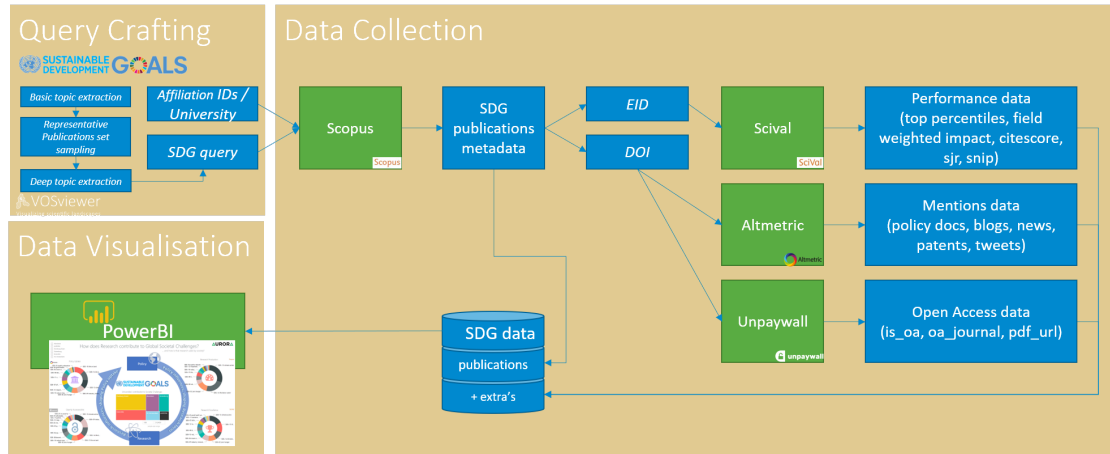 Query Crafting
SUSTAINABLE
DEVELOPMENT
GOALS
Basic topic extraction
Representative
Publications set
sampling
Deep topic extraction
Affiliation IDs /
University
SDG query
VOSviewer
Data Collection
Scopus
Scopus
SDG
publications
metadata
EID
DOI
Scival
SciVal
Performance data
(top percentiles, field
weighted impact, citescore,
sjr, snip)
Altmetric
Altmetric
Mentions data
(policy docs, blogs, news,
patents, tweets)
Unpaywall
unpaywall
Open Access data
(is_oa, oa_journal, pdf_url)
SDG data
publications
+ extra's
Data Visualisation
PowerBI
How does Research contribute to Global Societal Challenges?
SUSTAINABLE
DEVELOPMENT
GOALS